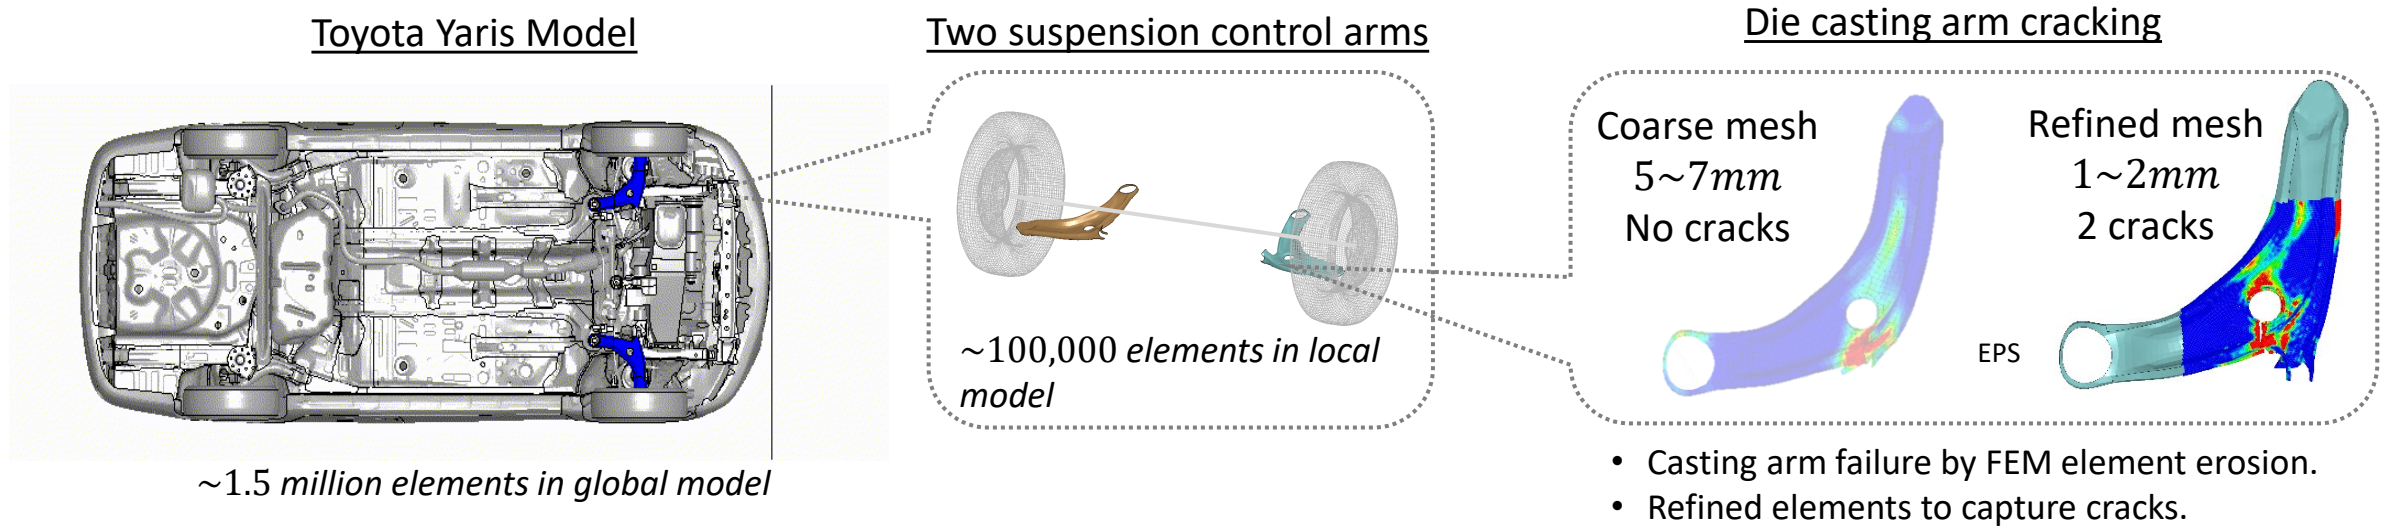 Toyota Yaris Model
~1.5 million elements in global model
Two suspension control arms
~100,000 elements in local
model
Die casting arm cracking
Coarse mesh
5~7mm
No cracks
Refined mesh
1~2mm
2 cracks
EPS
• Casting arm failure by FEM element erosion.
• Refined elements to capture cracks.